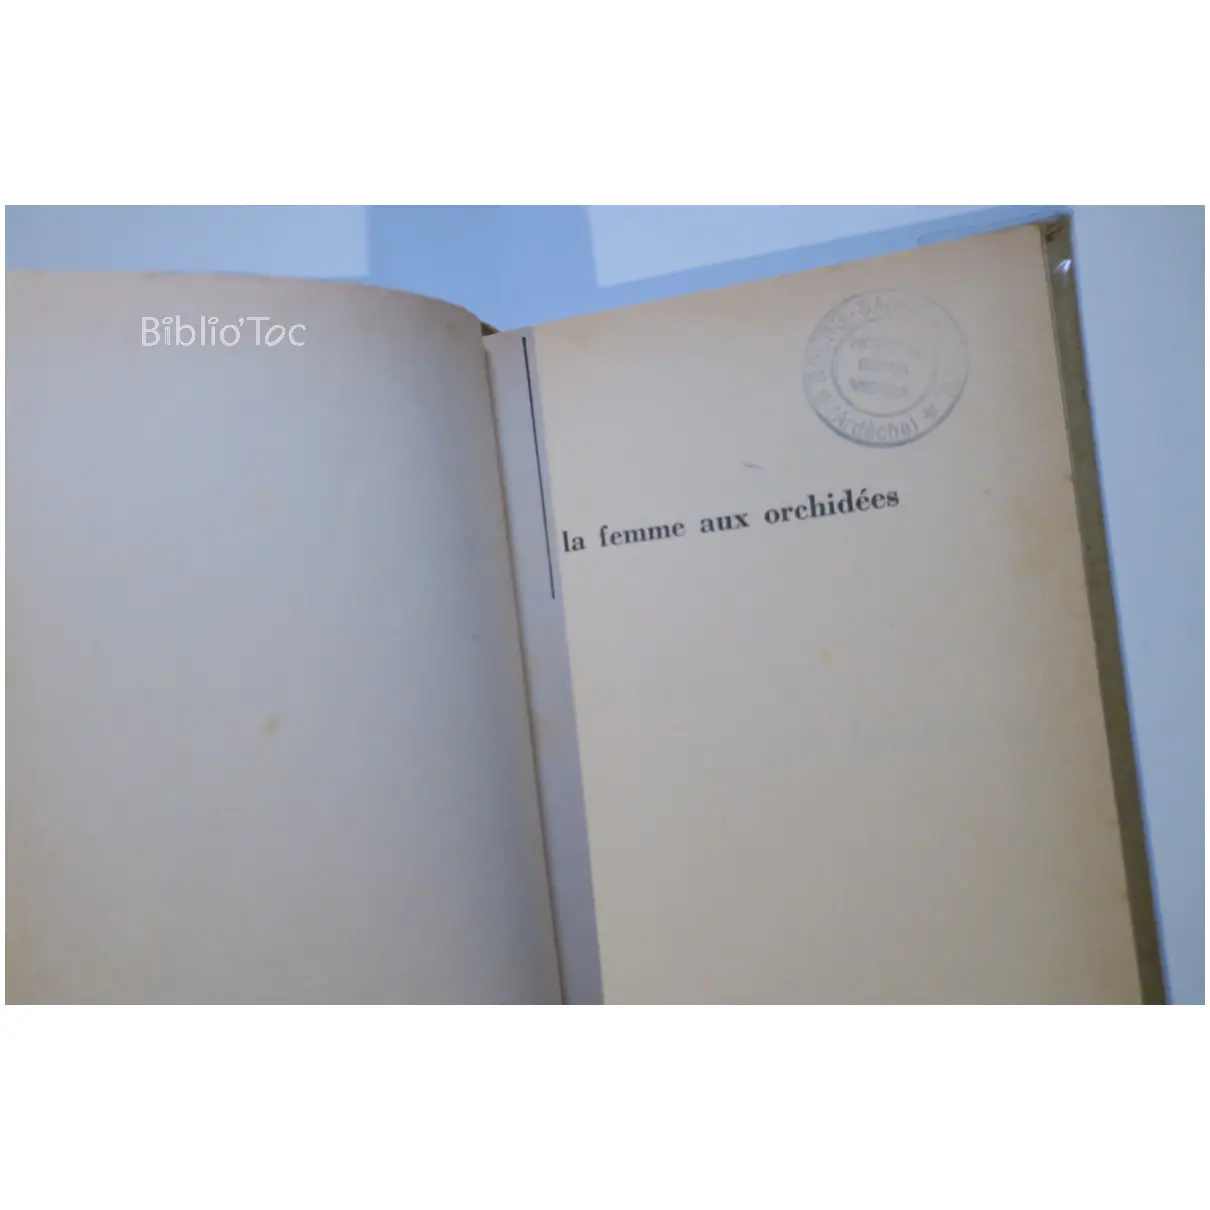 Biblio'Toc
(Ardèche)
la femme aux orchidées